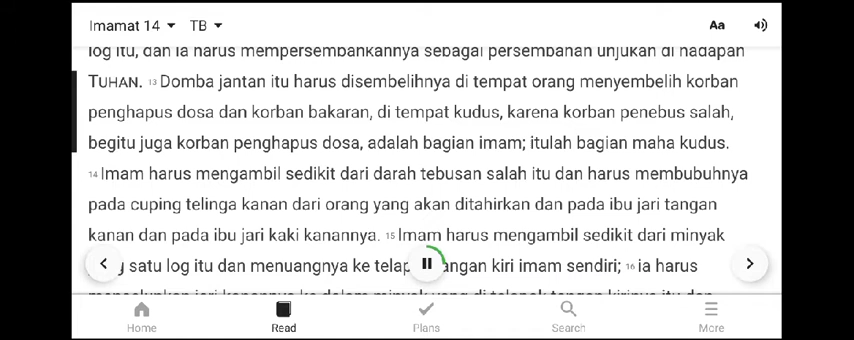 Imamat 14 TB Aa
log itu, dan ia harus mempersembahkannya sebagai persembahan unjukan di hadapan
TUHAN. 13 Domba jantan itu harus disembelihnya di tempat orang menyembelih korban
penghapus dosa dan korban bakaran, di tempat kudus, karena korban penebus salah,
begitu juga korban penghapus dosa, adalah bagian imam; itulah bagian maha kudus.
14 Imam harus mengambil sedikit dari darah tebusan salah itu dan harus membubuhnya
pada cuping telinga kanan dari orang yang akan ditahirkan dan pada ibu jari tangan
kanan dan pada ibu jari kaki kanannya. 15 Imam harus mengambil sedikit dari minyak
satu log itu dan menuangnya ke angan kiri imam sendiri; 16 ia harus
Home Read Plans Search More